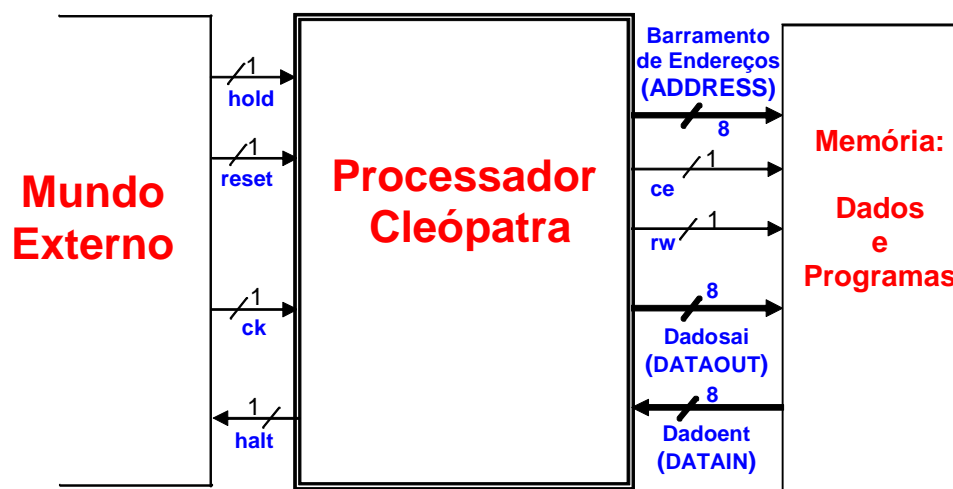 Mundo
Externo
1
hold
1
reset
1
ck
1
halt
Processador
Cleópatra
Barramento
de Endereços
(ADDRESS)
8
1
ce
1
rw
8
Dadosai
(DATAOUT)
8
Dadoent
(DATAIN)
Memória:
Dados
e
Programas